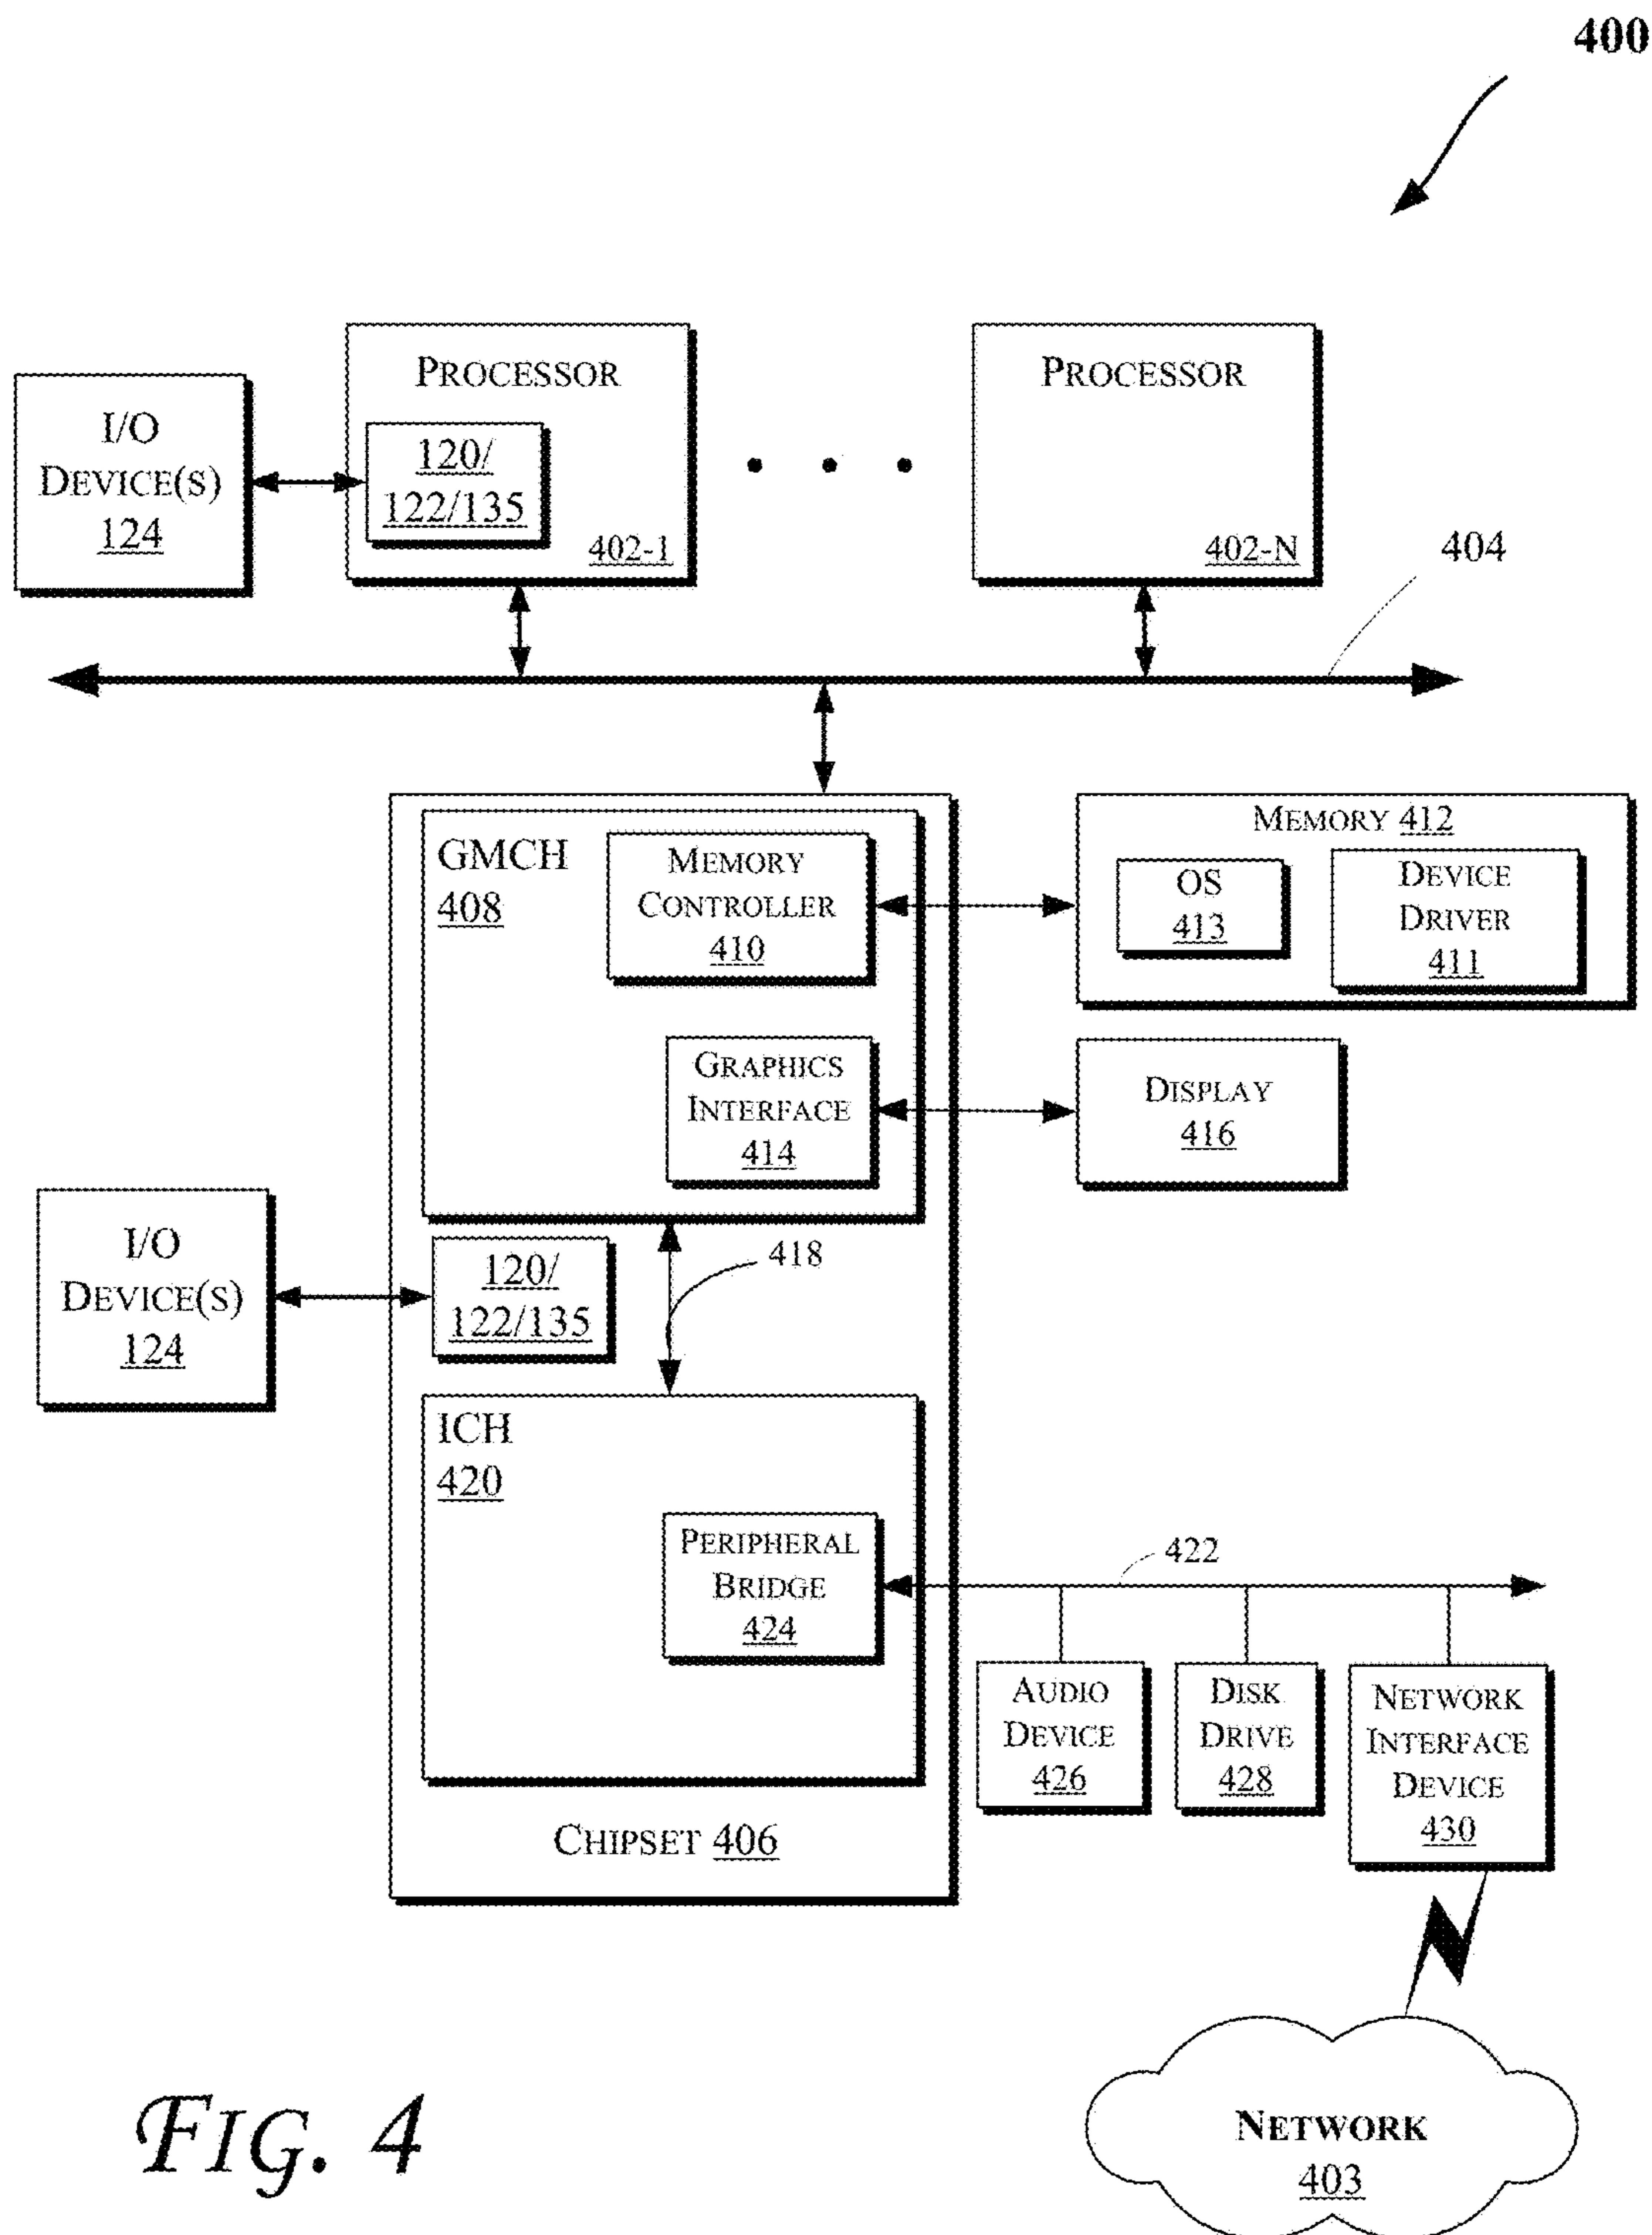 400
PROCESSOR
120/
122/135
402-1
PROCESSOR
402-N
I/O
DEVICE(S)
124
404
GMCH
408
MEMORY
CONTROLLER
410
MEMORY 412
OS
413
DEVICE
DRIVER
411
GRAPHICS
INTERFACE
414
DISPLAY
416
I/O
DEVICE(S)
124
120/
122/135
418
ICH
420
PERIPHERAL
BRIDGE
424
422
AUDIO
DEVICE
426
DISK
DRIVE
428
NETWORK
INTERFACE
DEVICE
430
CHIPSET 406
NETWORK
403
FIG. 4